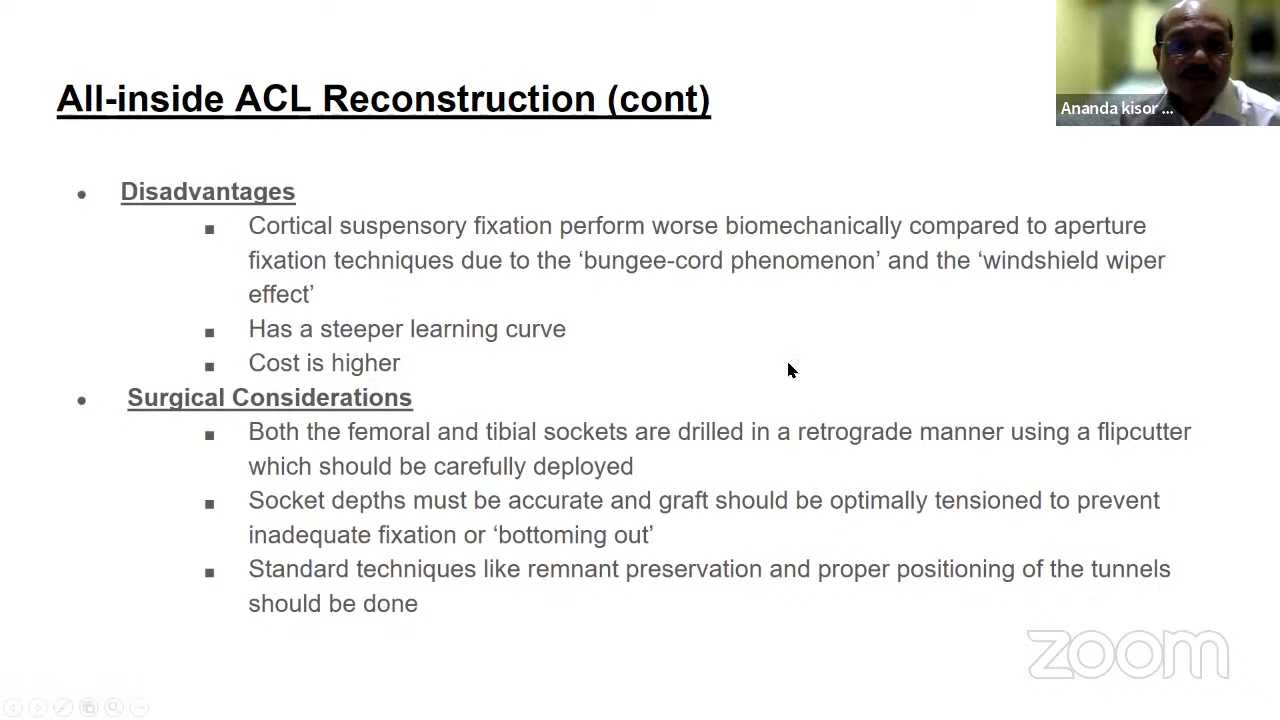 All-inside ACL Reconstruction (cont)
Ananda kisor ...
• Disadvantages
▪ Cortical suspensory fixation perform worse biomechanically compared to aperture
fixation techniques due to the ‘bungee-cord phenomenon’ and the ‘windshield wiper
effect’
▪ Has a steeper learning curve
▪ Cost is higher
• Surgical Considerations
▪ Both the femoral and tibial sockets are drilled in a retrograde manner using a flipcutter
which should be carefully deployed
▪ Socket depths must be accurate and graft should be optimally tensioned to prevent
inadequate fixation or ‘bottoming out’
▪ Standard techniques like remnant preservation and proper positioning of the tunnels
should be done
zoom